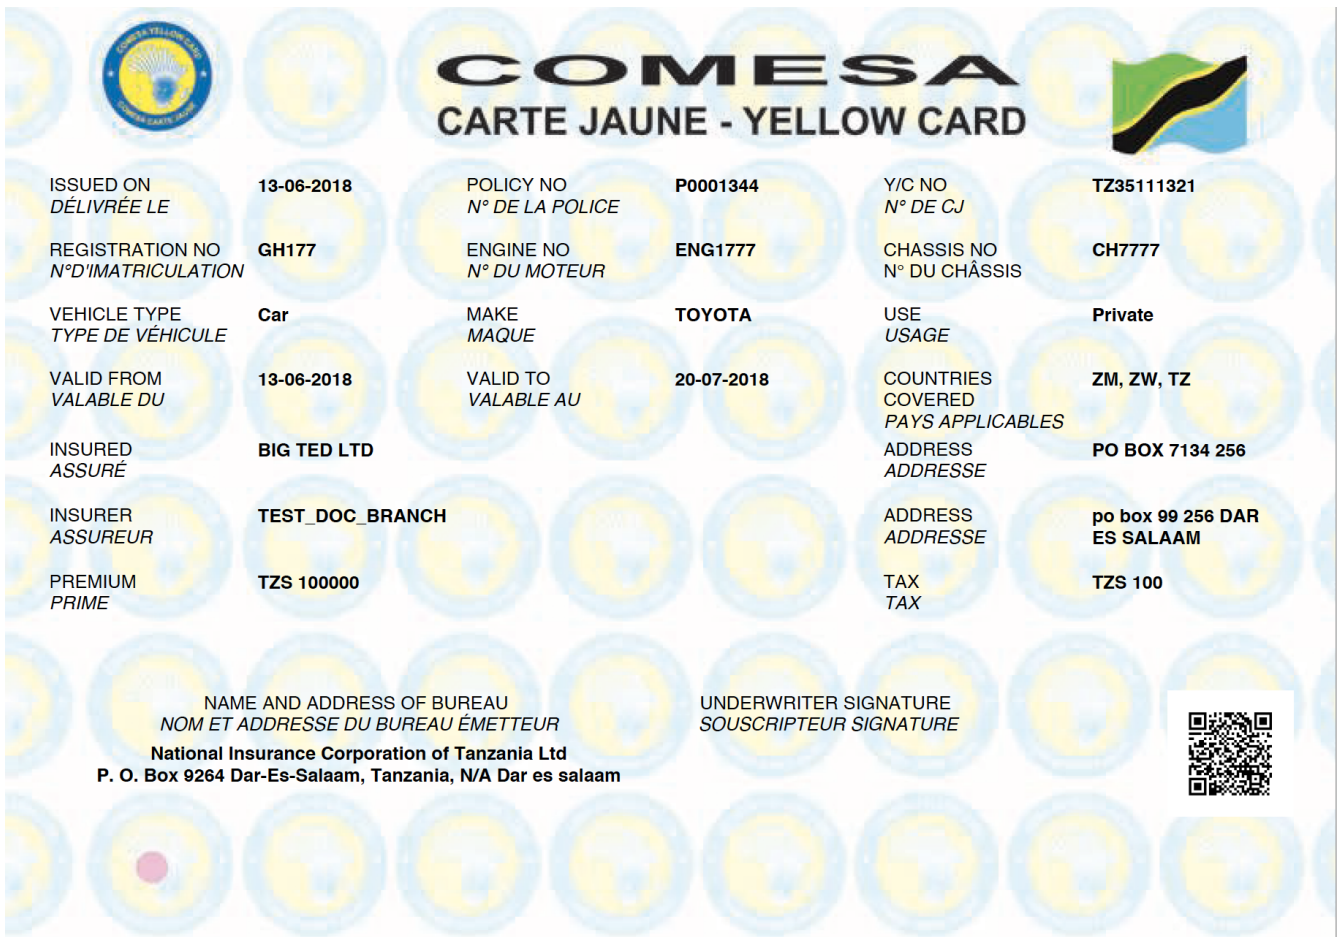 COMESA YELLOW CARD
COMESA CARTE JAUNE
COMESA
CARTE JAUNE - YELLOW CARD
ISSUED ON 13-06-2018 POLICY NO P0001344 Y/C NO TZ35111321
DÉLIVRÉE LE N° DE LA POLICE N° DE CJ
REGISTRATION NO GH177 ENGINE NO ENG1777 CHASSIS NO CH7777
N°D'IMATRICULATION N° DU MOTEUR N° DU CHÂSSIS
VEHICLE TYPE Car MAKE TOYOTA USE Private
TYPE DE VÉHICULE MAQUE USAGE
VALID FROM 13-06-2018 VALID TO 20-07-2018 COUNTRIES ZM, ZW, TZ
VALABLE DU VALABLE AU COVERED
PAYS APPLICABLES
INSURED BIG TED LTD ADDRESS PO BOX 7134 256
ASSURÉ ADDRESSE
INSURER TEST_DOC_BRANCH ADDRESS po box 99 256 DAR
ASSUREUR ADDRESSE ES SALAAM
PREMIUM TZS 100000 TAX TZS 100
PRIME TAX
NAME AND ADDRESS OF BUREAU UNDERWRITER SIGNATURE
NOM ET ADDRESSE DU BUREAU ÉMETTEUR SOUSCRIPTEUR SIGNATURE
National Insurance Corporation of Tanzania Ltd
P. O. Box 9264 Dar-Es-Salaam, Tanzania, N/A Dar es salaam